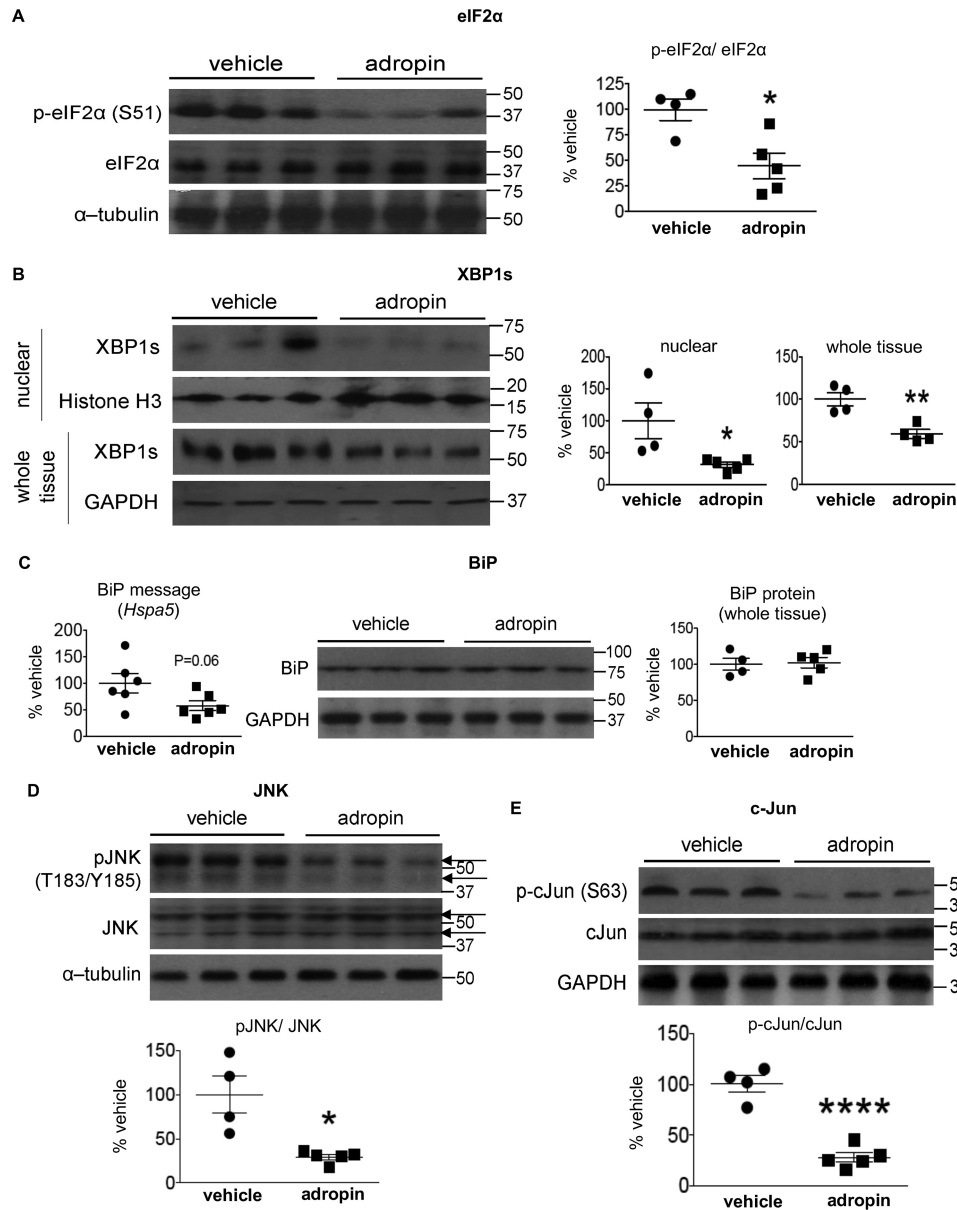 A
eIF2α
vehicle
adropin
p-eIF2α (S51)
50
37
eIF2α
50
37
α–tubulin
75
50
p-eIF2α/ eIF2α
% vehicle
125
100
75
50
25
0
*
vehicle
adropin
B
XBP1s
vehicle
adropin
nuclear
XBP1s
75
50
Histone H3
20
15
whole
tissue
XBP1s
75
50
GAPDH
37
nuclear
% vehicle
200
150
100
50
0
*
vehicle
adropin
whole tissue
150
100
50
0
**
vehicle
adropin
C
BiP
BiP message
(Hspa5)
% vehicle
200
150
100
50
0
P=0.06
vehicle
adropin
vehicle
adropin
BiP
100
75
GAPDH
50
37
BiP protein
(whole tissue)
% vehicle
150
100
50
0
vehicle
adropin
D
JNK
vehicle
adropin
pJNK
(T183/Y185)
50
37
JNK
50
37
α–tubulin
50
pJNK/ JNK
% vehicle
150
100
50
0
*
vehicle
adropin
E
c-Jun
vehicle
adropin
p-cJun (S63)
5
3
cJun
5
3
GAPDH
3
p-cJun/cJun
% vehicle
150
100
50
0
****
vehicle
adropin